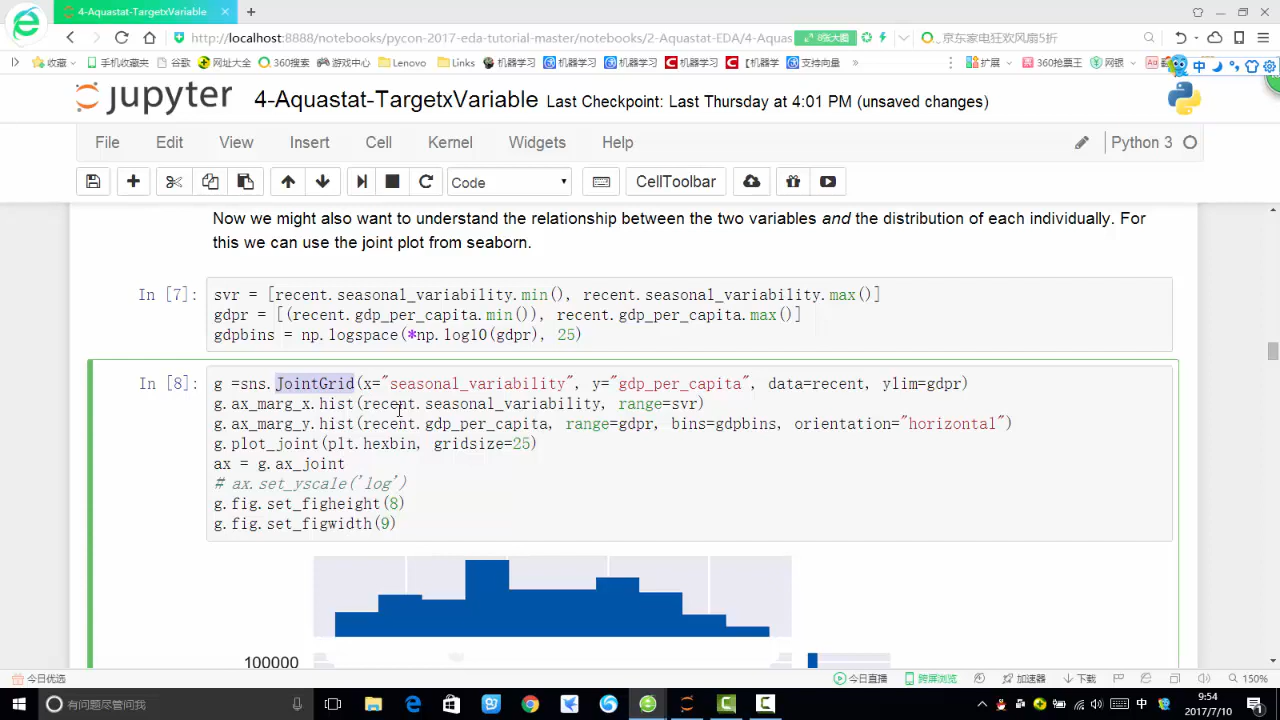 4-Aquastat-TargetxVariable
http://localhost:8888/notebooks/pycon-2017-eda-tutorial-master/notebooks/2-Aquastat-EDA/4-Aquas
8张大图
京东家电狂欢风扇5折
收藏 手机收藏夹 谷歌 网址大全 360搜索 游戏中心 Lenovo Links 机器学习 机器学习 机器学习 机器学习 【机器学 支持向量 » 扩展 360抢票王 网银 Ad 中
jupyter 4-Aquastat-TargetxVariable Last Checkpoint: Last Thursday at 4:01 PM (unsaved changes)
File Edit View Insert Cell Kernel Widgets Help Python 3
Code CellToolbar
Now we might also want to understand the relationship between the two variables and the distribution of each individually. For
this we can use the joint plot from seaborn.
In [7]: svr = [recent.seasonal_variability.min(), recent.seasonal_variability.max()]
gdpr = [(recent.gdp_per_capita.min()), recent.gdp_per_capita.max()]
gdpbins = np.logspace(*np.log10(gdpr), 25)
In [8]: g =sns.JointGrid(x="seasonal_variability", y="gdp_per_capita", data=recent, ylim=gdpr)
g.ax_marg_x.hist(recent.seasonal_variability, range=svr)
g.ax_marg_y.hist(recent.gdp_per_capita, range=gdpr, bins=gdpbins, orientation="horizontal")
g.plot_joint(plt.hexbin, gridsize=25)
ax = g.ax_joint
# ax.set_yscale('log')
g.fig.set_figheight(8)
g.fig.set_figwidth(9)
100000
今日优选 今日直播 跨屏浏览 加速器 下载 150%
有问题尽管问我
中
9:54
2017/7/10
1